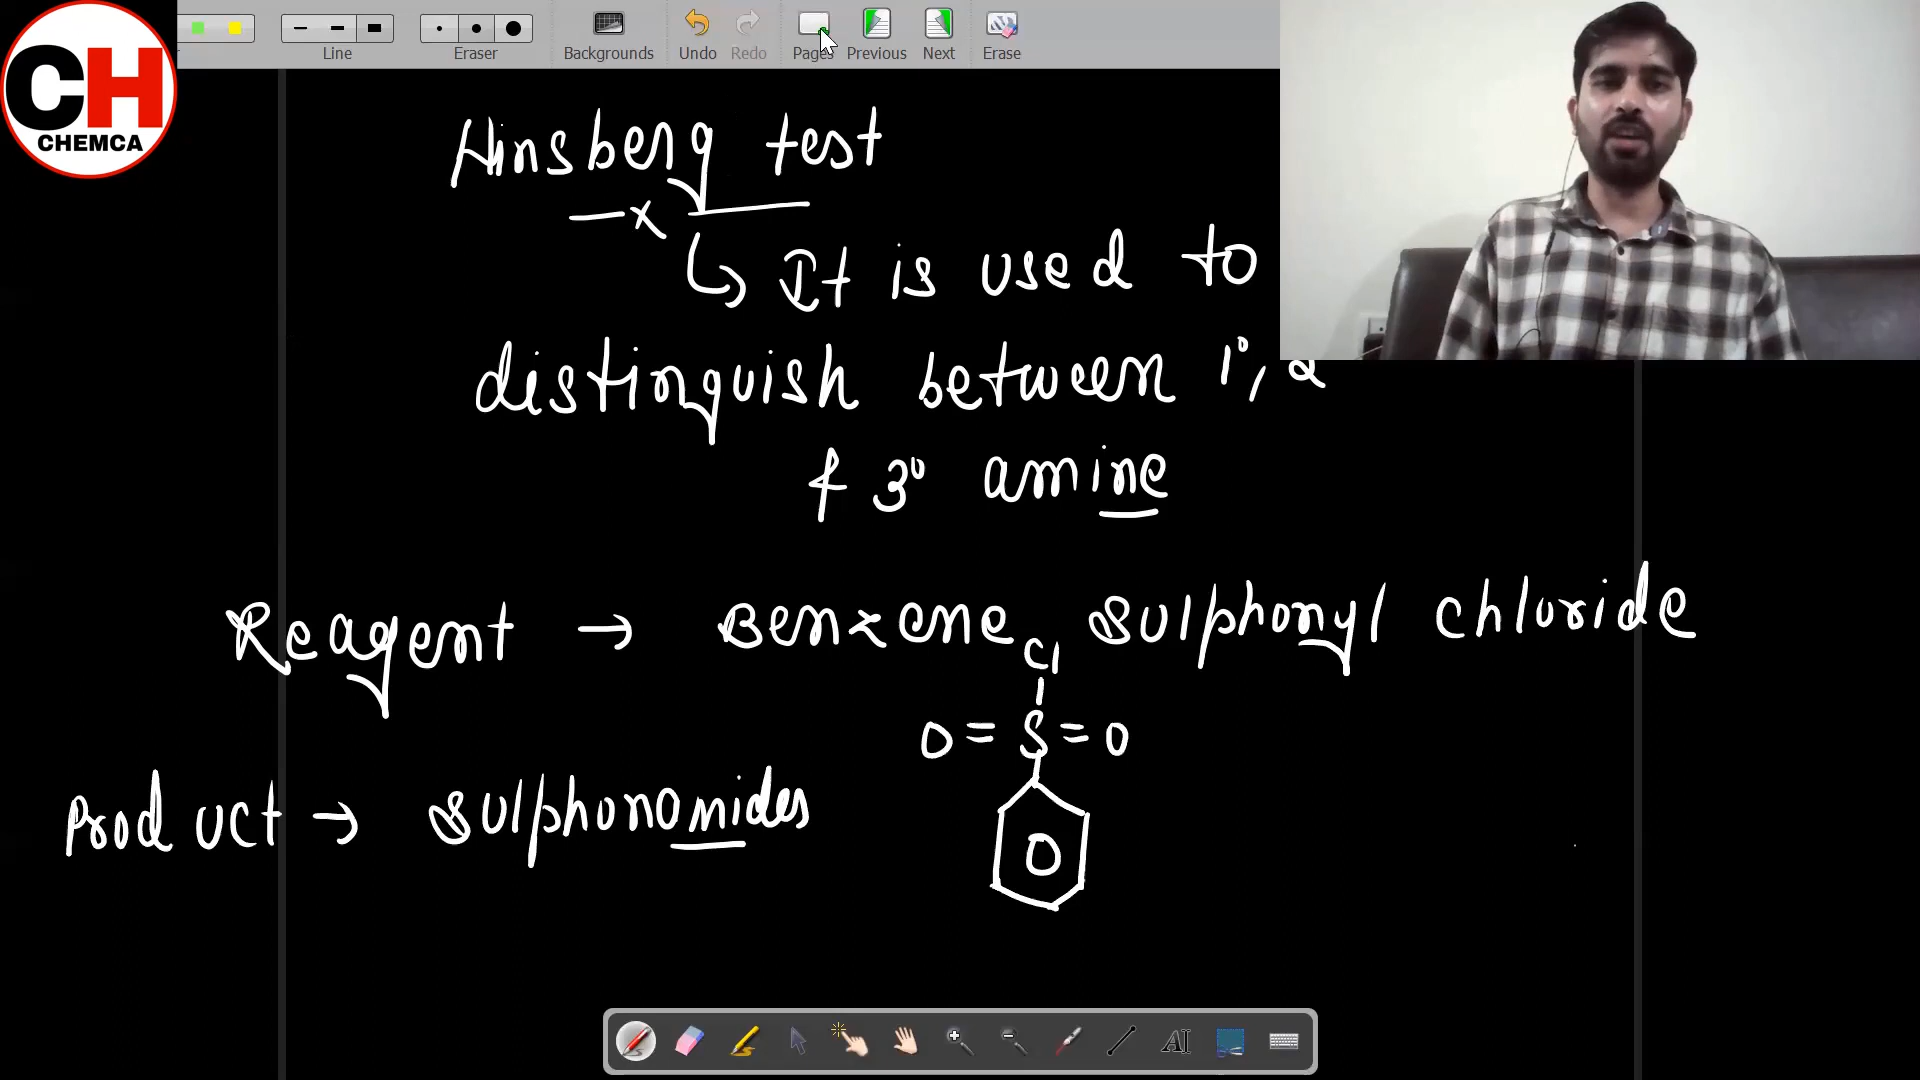 CH
CHEMCA
Line
Eraser
Backgrounds
Undo
Redo
Pages
Previous
Next
Erase
Hinsberg test
It is used to
distinguish between 1°, 2
& 3° amine
Reagent → Benzene sulphonyl chloride
Cl
O=S=O
Product → sulphonamides
AI